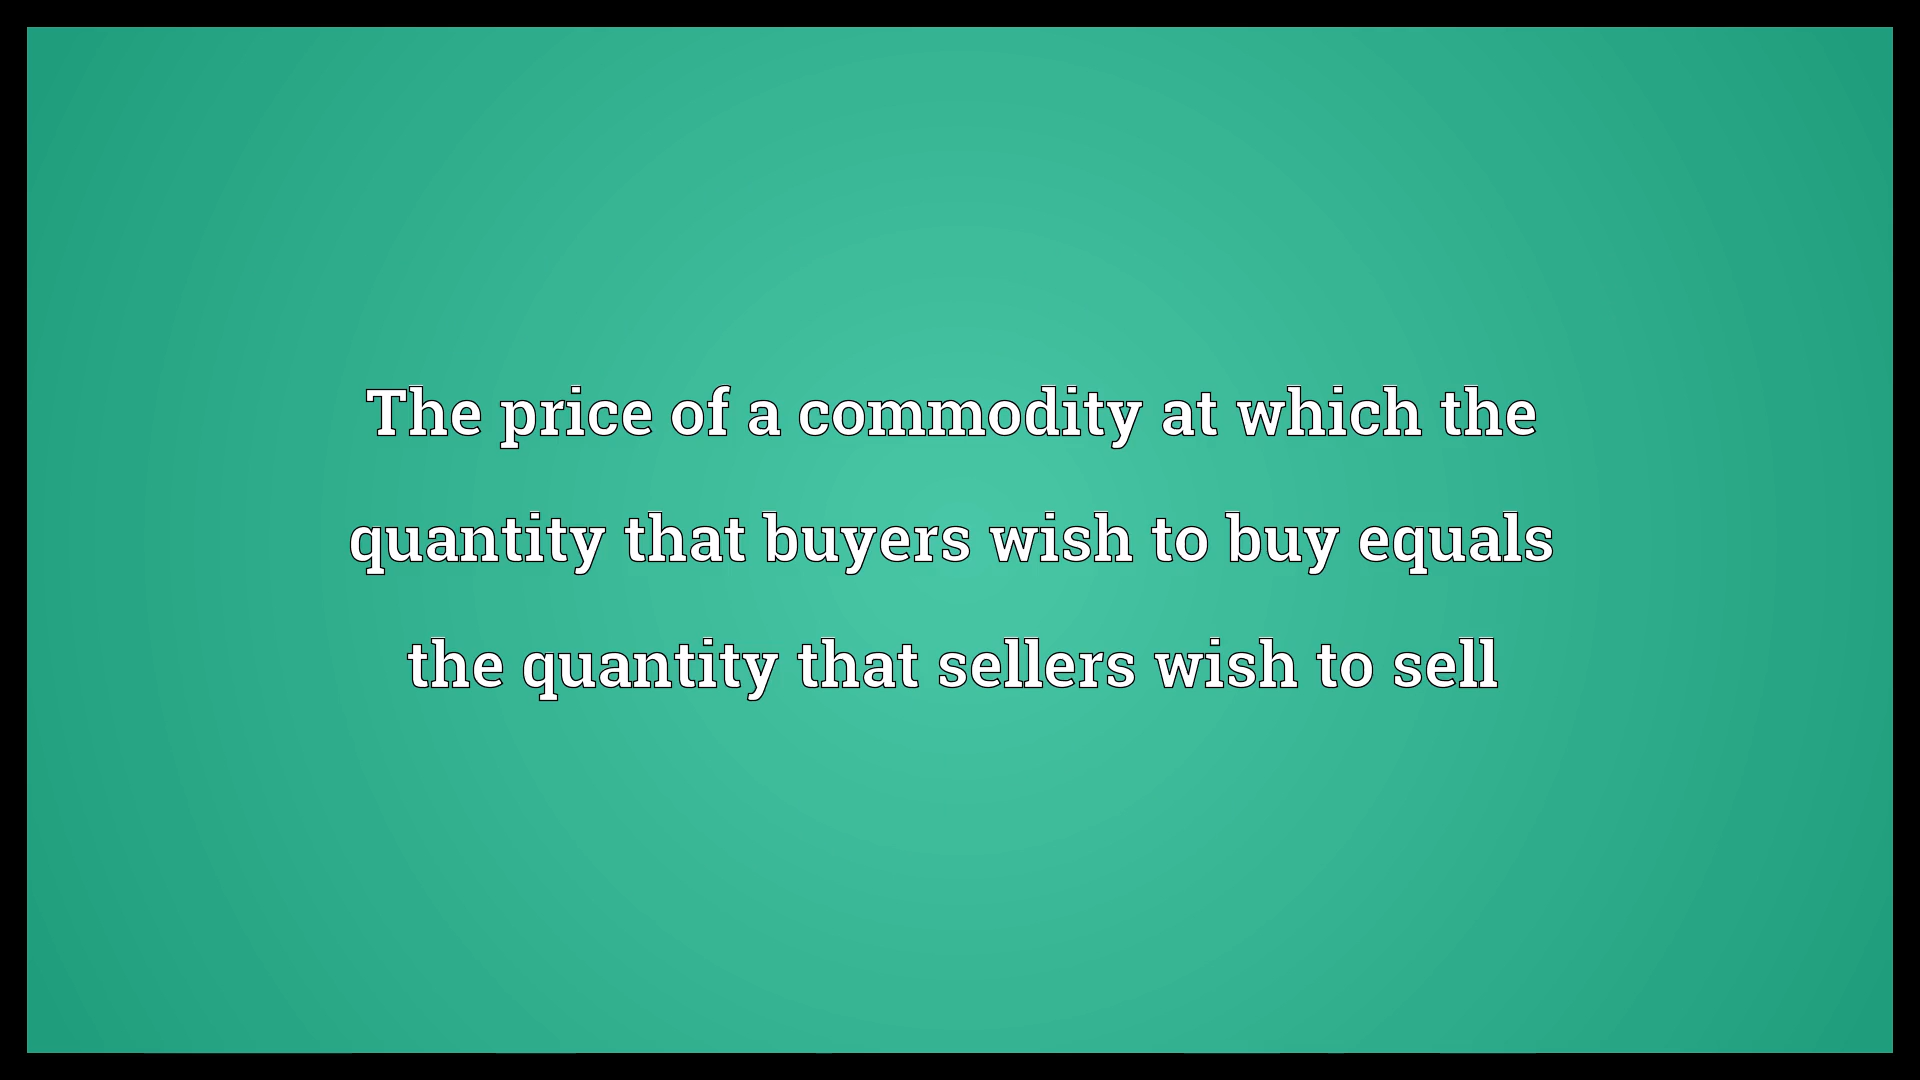 The price of a commodity at which the
quantity that buyers wish to buy equals
the quantity that sellers wish to sell